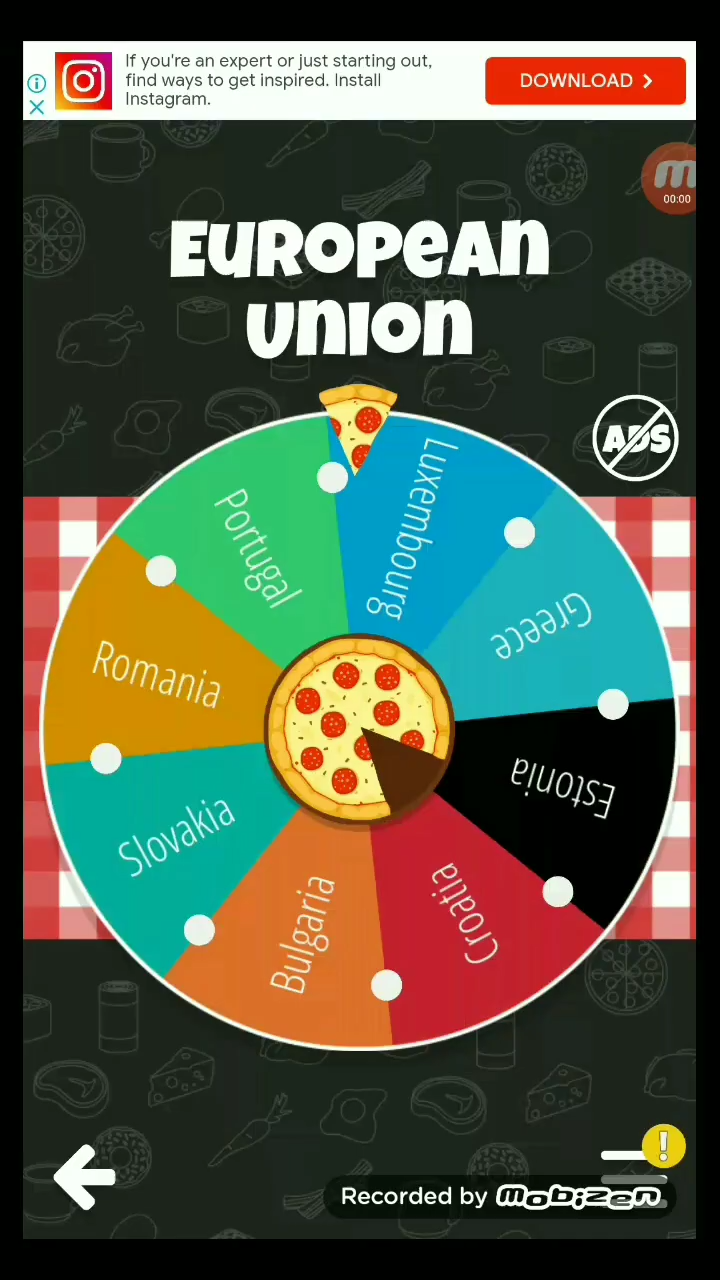 If you're an expert or just starting out,
find ways to get inspired. Install
Instagram.
DOWNLOAD
m
00:00
EUROPEAN
UNION
ADS
Luxembourg
Portugal
Greece
Romania
Estonia
Slovakia
Croatia
Bulgaria
!
Recorded by mobizen